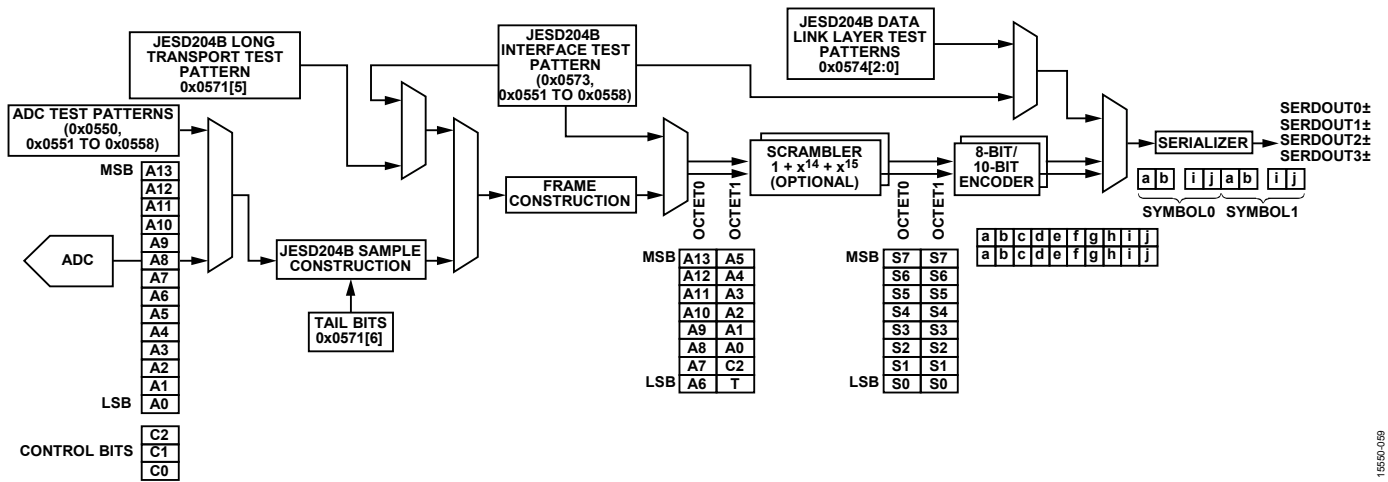 JESD204B LONG
TRANSPORT TEST
PATTERN
0x0571[5]
JESD204B
INTERFACE TEST
PATTERN
(0x0573,
0x0551 TO 0x0558)
JESD204B DATA
LINK LAYER TEST
PATTERNS
0x0574[2:0]
ADC TEST PATTERNS
(0x0550,
0x0551 TO 0x0558)
MSB A13
A12
A11
A10
A9
A8
A7
A6
A5
A4
A3
A2
A1
LSB A0
CONTROL BITS
C2
C1
C0
ADC
JESD204B SAMPLE
CONSTRUCTION
TAIL BITS
0x0571[6]
FRAME
CONSTRUCTION
OCTET0
OCTET1
MSB A13 A5
A12 A4
A11 A3
A10 A2
A9 A1
A8 A0
A7 C2
LSB A6 T
SCRAMBLER
1 + x14 + x15
(OPTIONAL)
OCTET0
OCTET1
MSB S7 S7
S6 S6
S5 S5
S4 S4
S3 S3
S2 S2
S1 S1
LSB S0 S0
8-BIT/
10-BIT
ENCODER
a b c d e f g h i j
a b c d e f g h i j
SERIALIZER
SERDOUT0±
SERDOUT1±
SERDOUT2±
SERDOUT3±
a b i j a b i j
SYMBOL0 SYMBOL1
15550-059